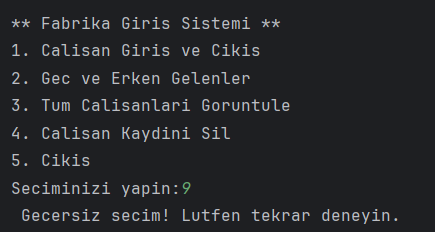 ** Fabrika Giris Sistemi **
1. Calisan Giris ve Cikis
2. Gec ve Erken Gelenler
3. Tum Calisanlari Goruntule
4. Calisan Kaydini Sil
5. Cikis
Seciminizi yapin:9
Gecersiz secim! Lutfen tekrar deneyin.